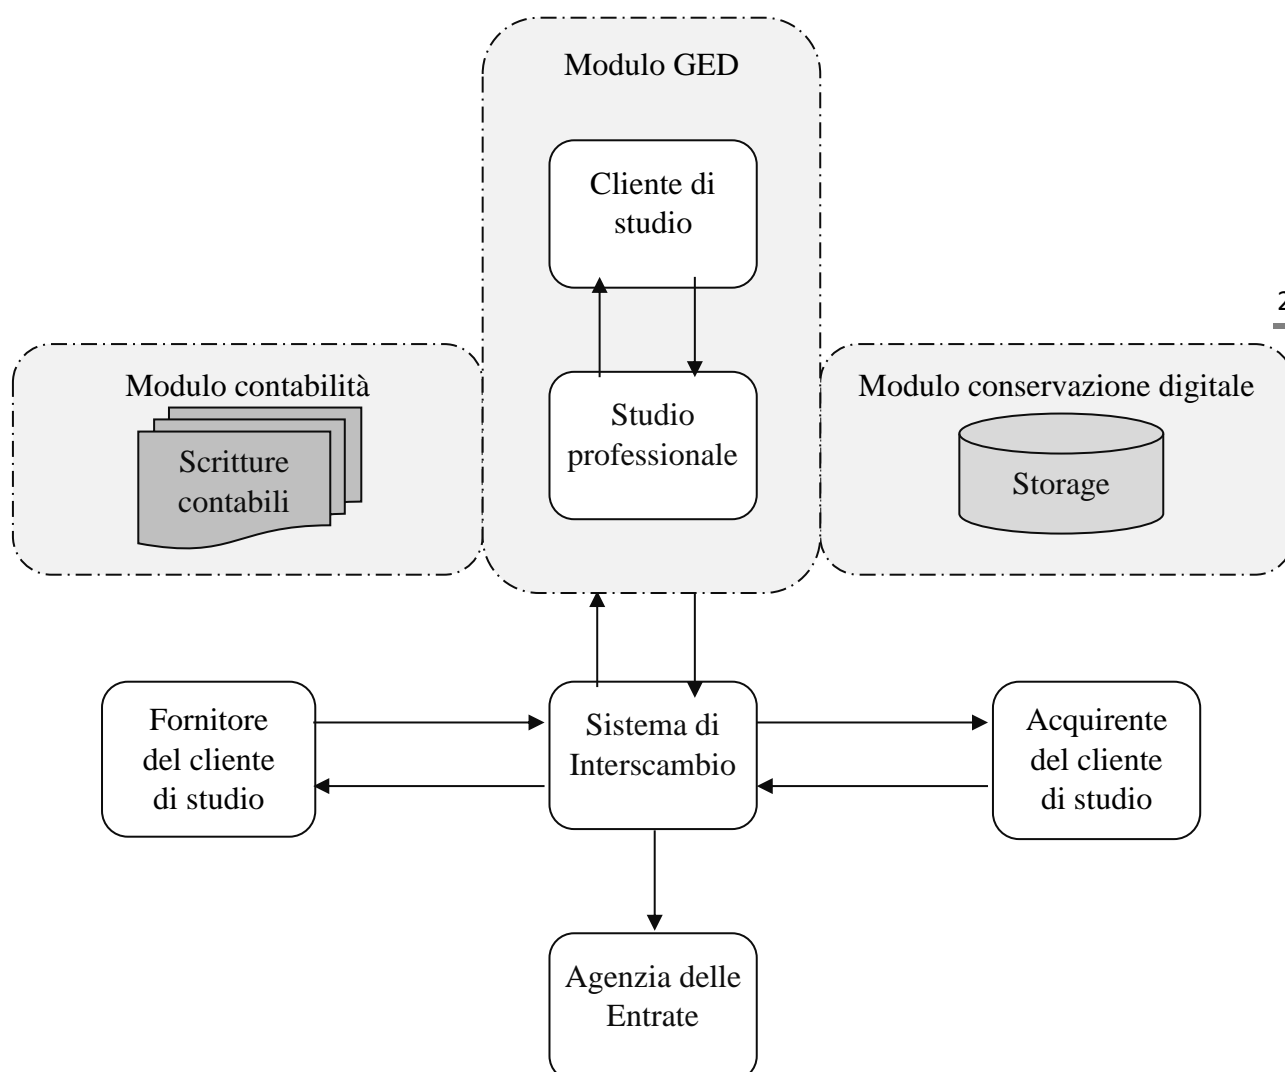 Modulo GED
Cliente di
studio
2
Modulo contabilità
Scritture
contabili
Studio
professionale
Modulo conservazione digitale
Storage
Fornitore
del cliente
di studio
Sistema di
Interscambio
Acquirente
del cliente
di studio
Agenzia delle
Entrate